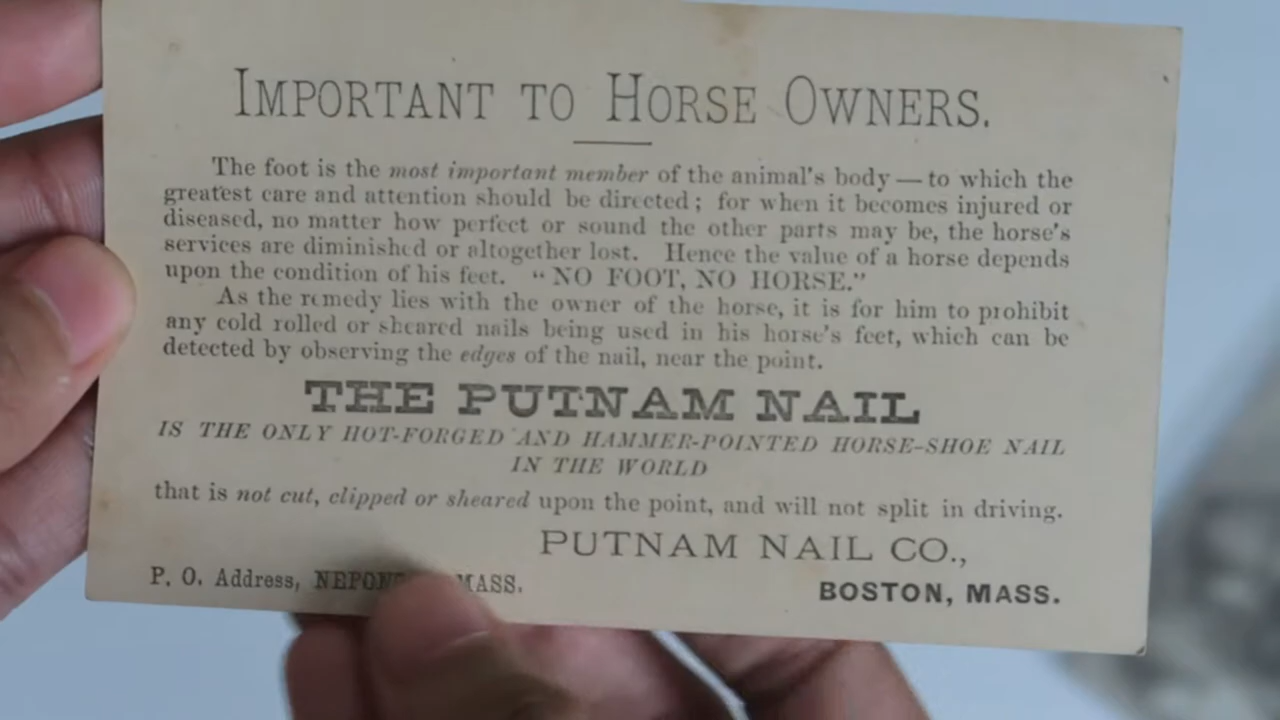 IMPORTANT TO HORSE OWNERS.
The foot is the most important member of the animal's body — to which the
greatest care and attention should be directed; for when it becomes injured or
diseased, no matter how perfect or sound the other parts may be, the horse's
services are diminished or altogether lost. Hence the value of a horse depends
upon the condition of his feet. "NO FOOT, NO HORSE."
As the remedy lies with the owner of the horse, it is for him to prohibit
any cold rolled or sheared nails being used in his horse's feet, which can be
detected by observing the edges of the nail, near the point.
THE PUTNAM NAIL
IS THE ONLY HOT-FORGED AND HAMMER-POINTED HORSE-SHOE NAIL
IN THE WORLD
that is not cut, clipped or sheared upon the point, and will not split in driving.
PUTNAM NAIL CO.,
P. O. Address, MASS.
BOSTON, MASS.